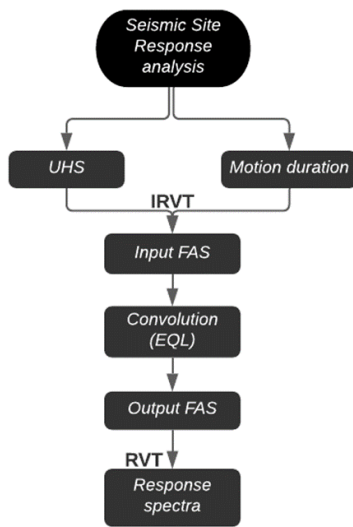 Seismic Site
Response
analysis
UHS
Motion duration
IRVT
Input FAS
Convolution
(EQL)
Output FAS
RVT
Response
spectra